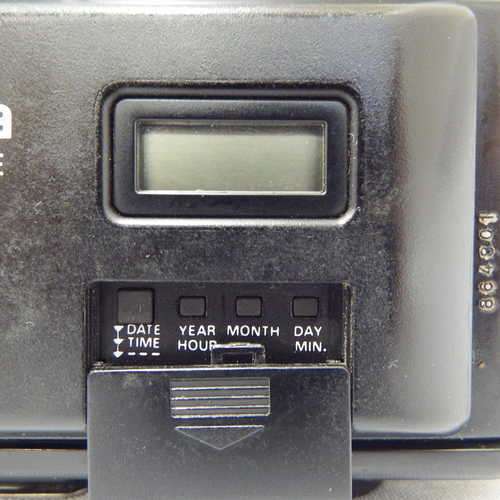 a
E
DATE YEAR MONTH DAY
TIME HOUR MIN.
---
864001